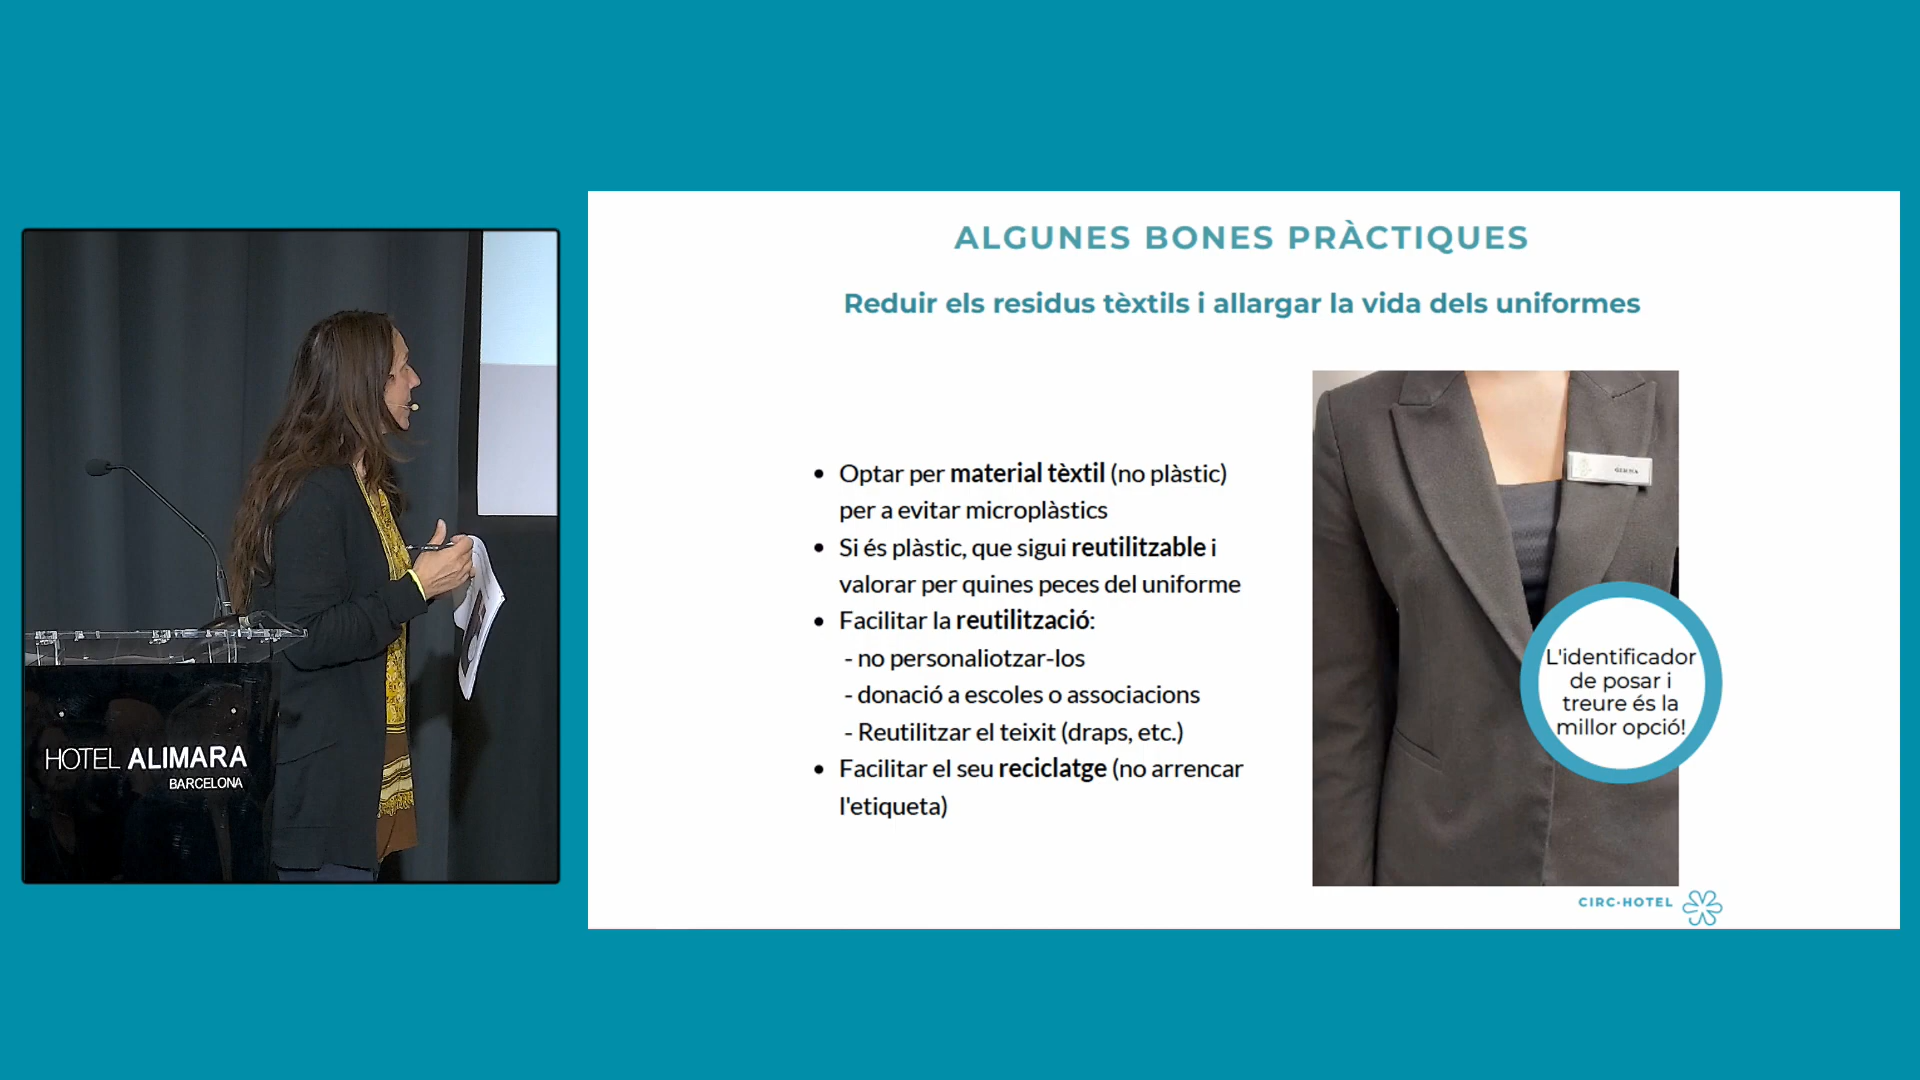 ALGUNES BONES PRÀCTIQUES
Reduir els residus tèxtils i allargar la vida dels uniformes
• Optar per material tèxtil (no plàstic)
per a evitar microplàstics
• Si és plàstic, que sigui reutilitzable i
valorar per quines peces del uniforme
• Facilitar la reutilització:
- no personaliotzar-los
- donació a escoles o associacions
- Reutilitzar el teixit (draps, etc.)
• Facilitar el seu reciclatge (no arrencar
l'etiqueta)
L'identificador
de posar i
treure és la
millor opció!
CIRC·HOTEL
HOTEL ALIMARA
BARCELONA